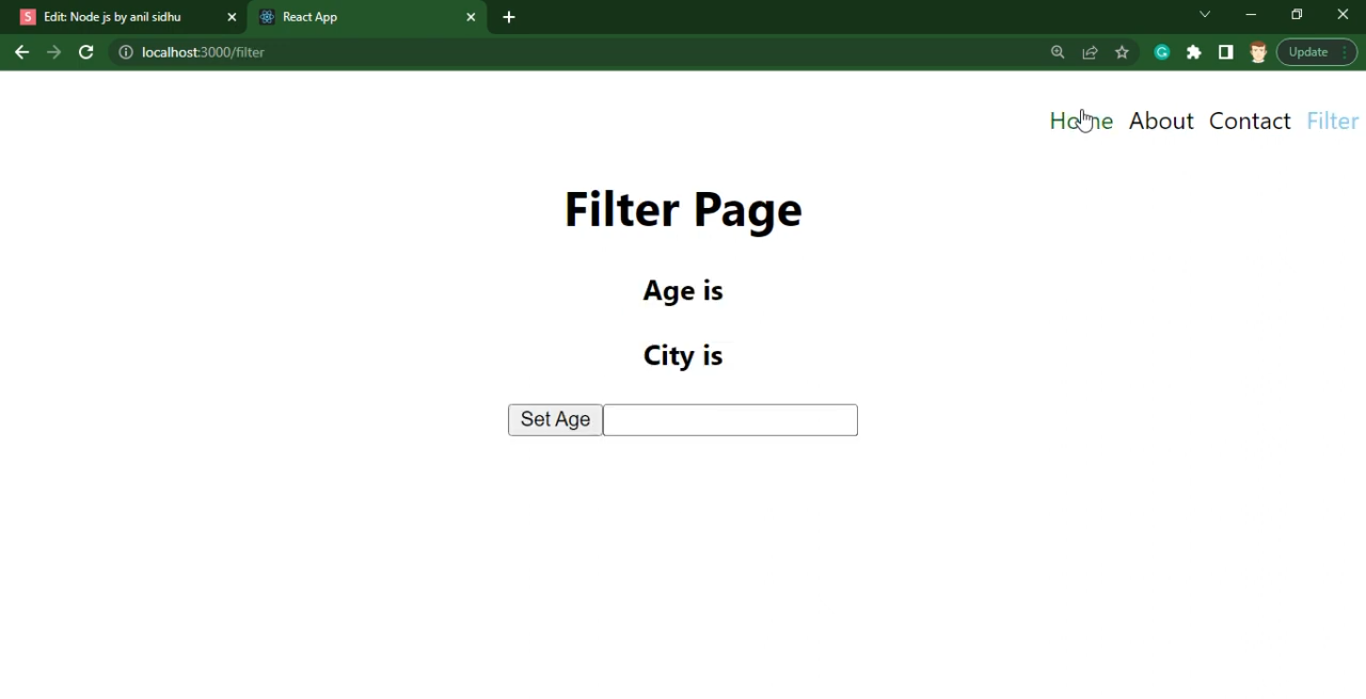 Edit: Node js by anil sidhu
React App
localhost:3000/filter
Update
Home About Contact Filter
Filter Page
Age is
City is
Set Age